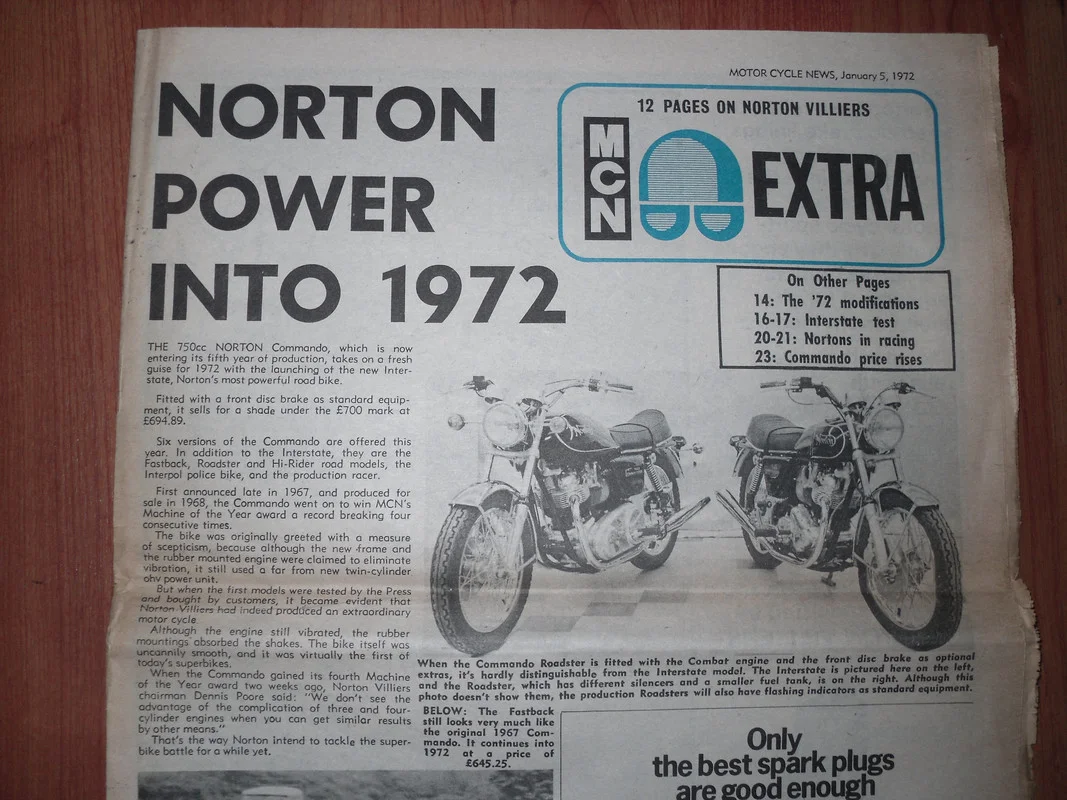 MOTOR CYCLE NEWS, January 5, 1972
NORTON
POWER
INTO 1972
12 PAGES ON NORTON VILLIERS
MCN
EXTRA
On Other Pages
14: The '72 modifications
16-17: Interstate test
20-21: Nortons in racing
23: Commando price rises
THE 750cc NORTON Commando, which is now
entering its fifth year of production, takes on a fresh
guise for 1972 with the launching of the new Inter-
state, Norton's most powerful road bike.
Fitted with a front disc brake as standard equip-
ment, it sells for a shade under the £700 mark at
£694.89.
Six versions of the Commando are offered this
year. In addition to the Interstate, they are the
Fastback, Roadster and Hi-Rider road models, the
Interpol police bike, and the production racer.
First announced late in 1967, and produced for
sale in 1968, the Commando went on to win MCN's
Machine of the Year award a record breaking four
consecutive times.
The bike was originally greeted with a measure
of scepticism, because although the new frame and
the rubber mounted engine were claimed to eliminate
vibration, it still used a far from new twin-cylinder
ohv power unit.
But when the first models were tested by the Press
and bought by customers, it became evident that
Norton Villiers had indeed produced an extraordinary
motor cycle
Although the engine still vibrated, the rubber
mountings absorbed the shakes. The bike itself was
uncannily smooth, and it was virtually the first of
today's superbikes.
When the Commando gained its fourth Machine
of the Year award two weeks ago, Norton Villiers
chairman Dennis Poore said: "We don't see the
advantage of the complication of three and four-
cylinder engines when you can get similar results
by other means."
That's the way Norton intend to tackle the super-
bike battle for a while yet.
When the Commando Roadster is fitted with the Combat engine and the front disc brake as optional
extras, it's hardly distinguishable from the Interstate model. The Interstate is pictured here on the left,
and the Roadster, which has different silencers and a smaller fuel tank, is on the right. Although this
photo doesn't show them, the production Roadsters will also have flashing indicators as standard equipment.
BELOW: The Fastback
still looks very much like
the original 1967 Com-
mando. It continues into
1972 at a price of
£645.25.
Only
the best spark plugs
are good enough